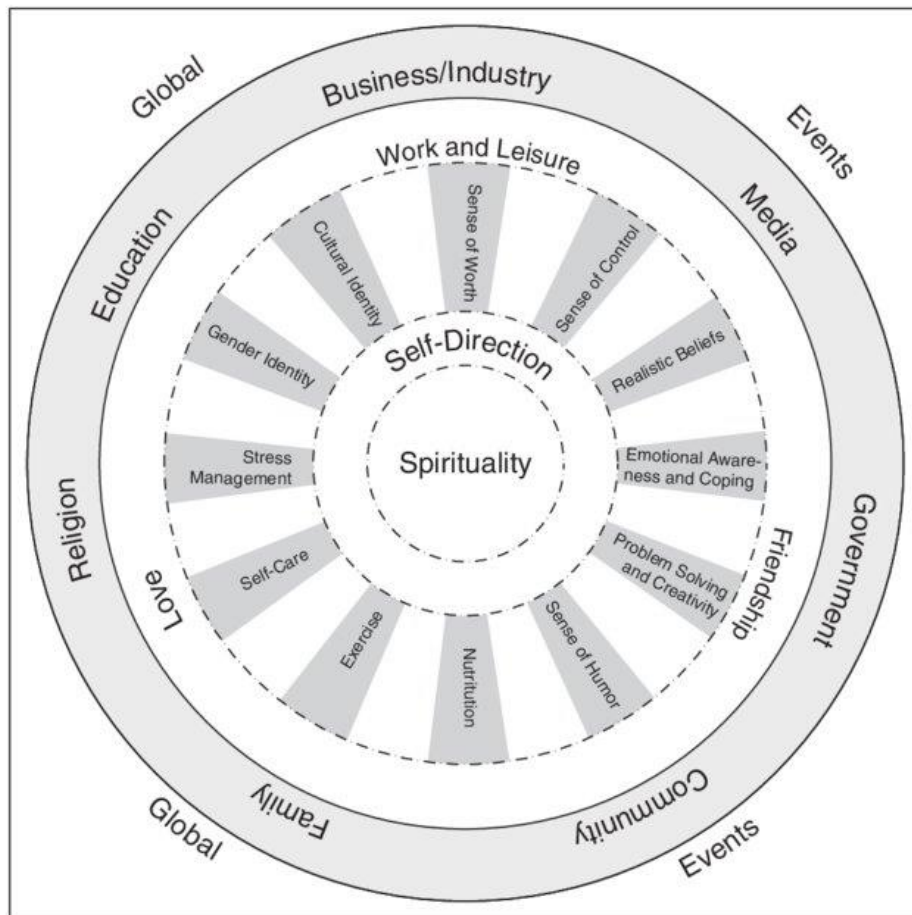 Global
Events
Business/Industry
Media
Government
Community
Family
Religion
Education
Global
Events
Work and Leisure
Friendship
Love
Sense of Worth
Sense of Control
Realistic Beliefs
Emotional Aware-
ness and Coping
Problem Solving
and Creativity
Sense of Humor
Nutritution
Exercise
Self-Care
Stress
Management
Gender Identity
Cultural Identity
Self-Direction
Spirituality